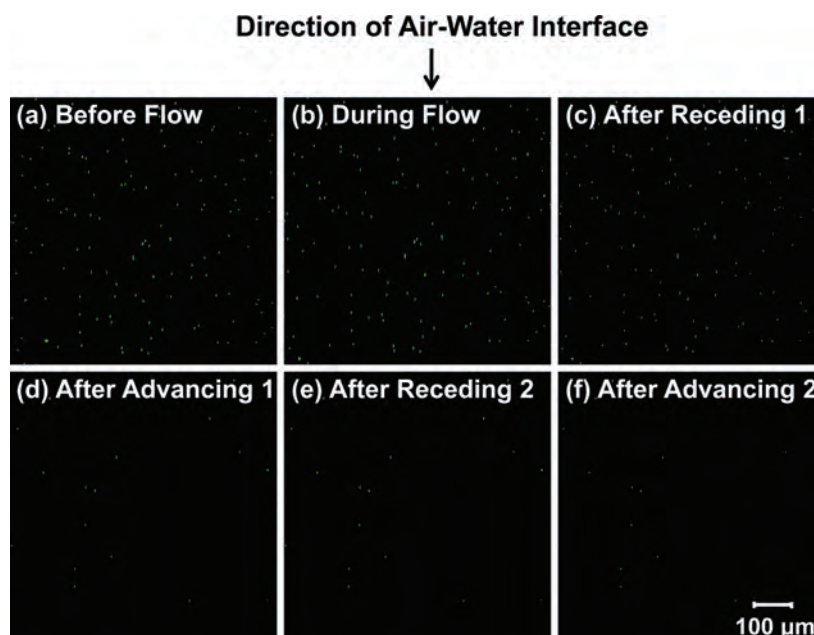 Direction of Air-Water Interface
(a) Before Flow
(b) During Flow
(c) After Receding 1
(d) After Advancing 1
(e) After Receding 2
(f) After Advancing 2
100 μm